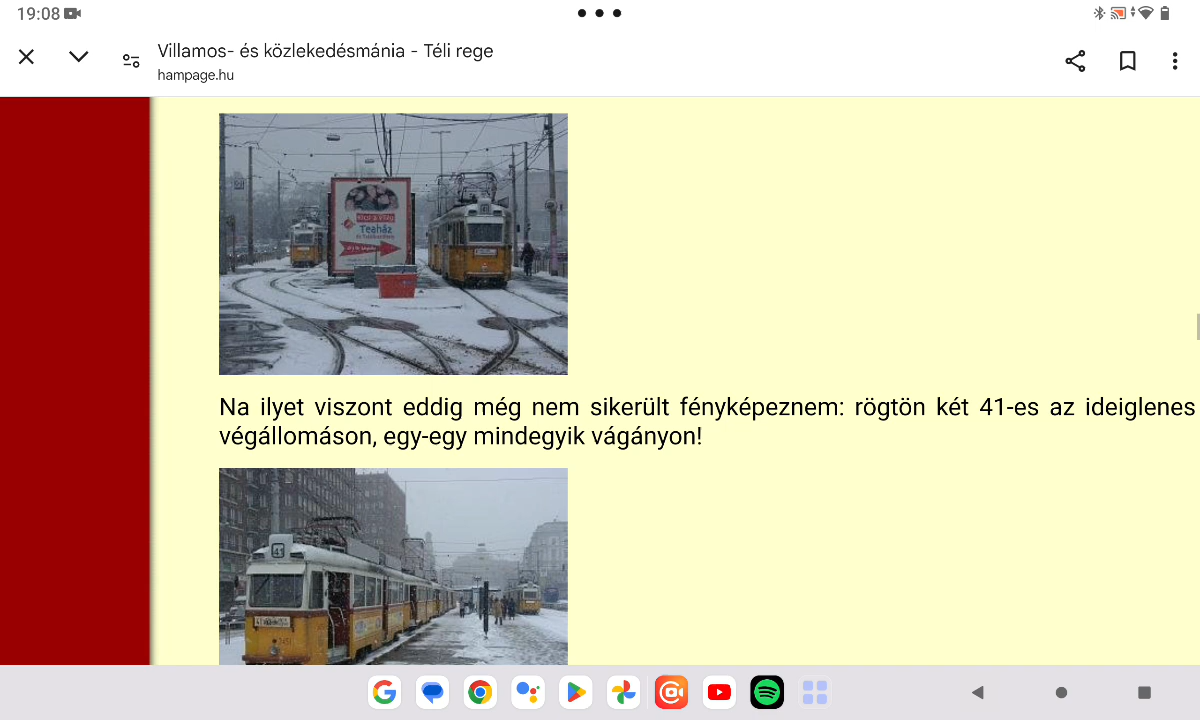 19:08
Villamos- és közlekedésmánia - Téli rege
hampage.hu
Teaház
Na ilyet viszont eddig még nem sikerült fényképeznem: rögtön két 41-es az ideiglenes
végállomáson, egy-egy mindegyik vágányon!
41